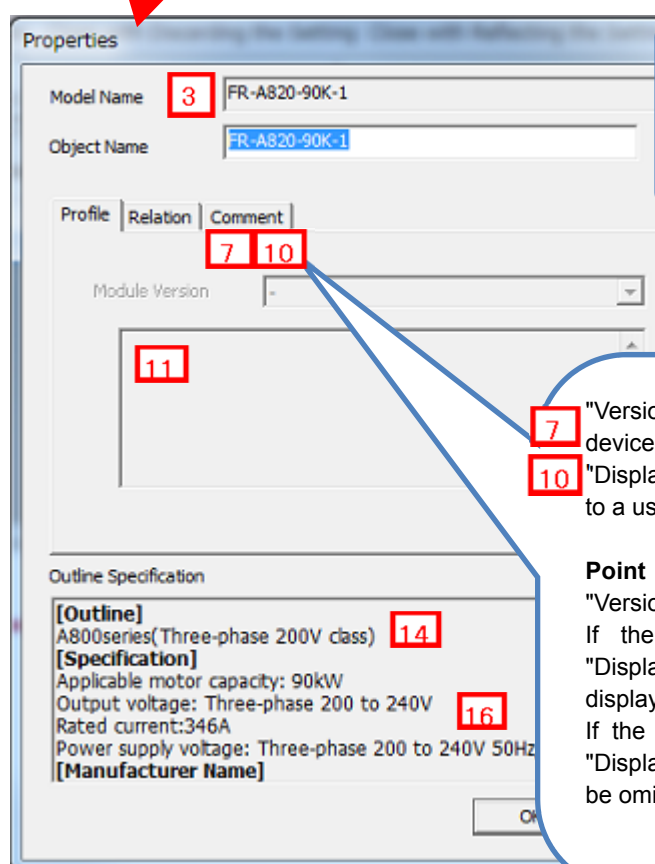 Properties
Model Name 3 FR-A820-90K-1
Object Name FR-A820-90K-1
Profile Relation Comment
7 10
Module Version -
11
7 "Versio
device
10 "Displa
to a us
Point
"Versio
If the
"Displa
display
If the
"Displa
be omi
Outline Specification
[Outline]
A800series(Three-phase 200V class) 14
[Specification]
Applicable motor capacity: 90kW
Output voltage: Three-phase 200 to 240V 16
Rated current:346A
Power supply voltage: Three-phase 200 to 240V 50Hz
[Manufacturer Name]